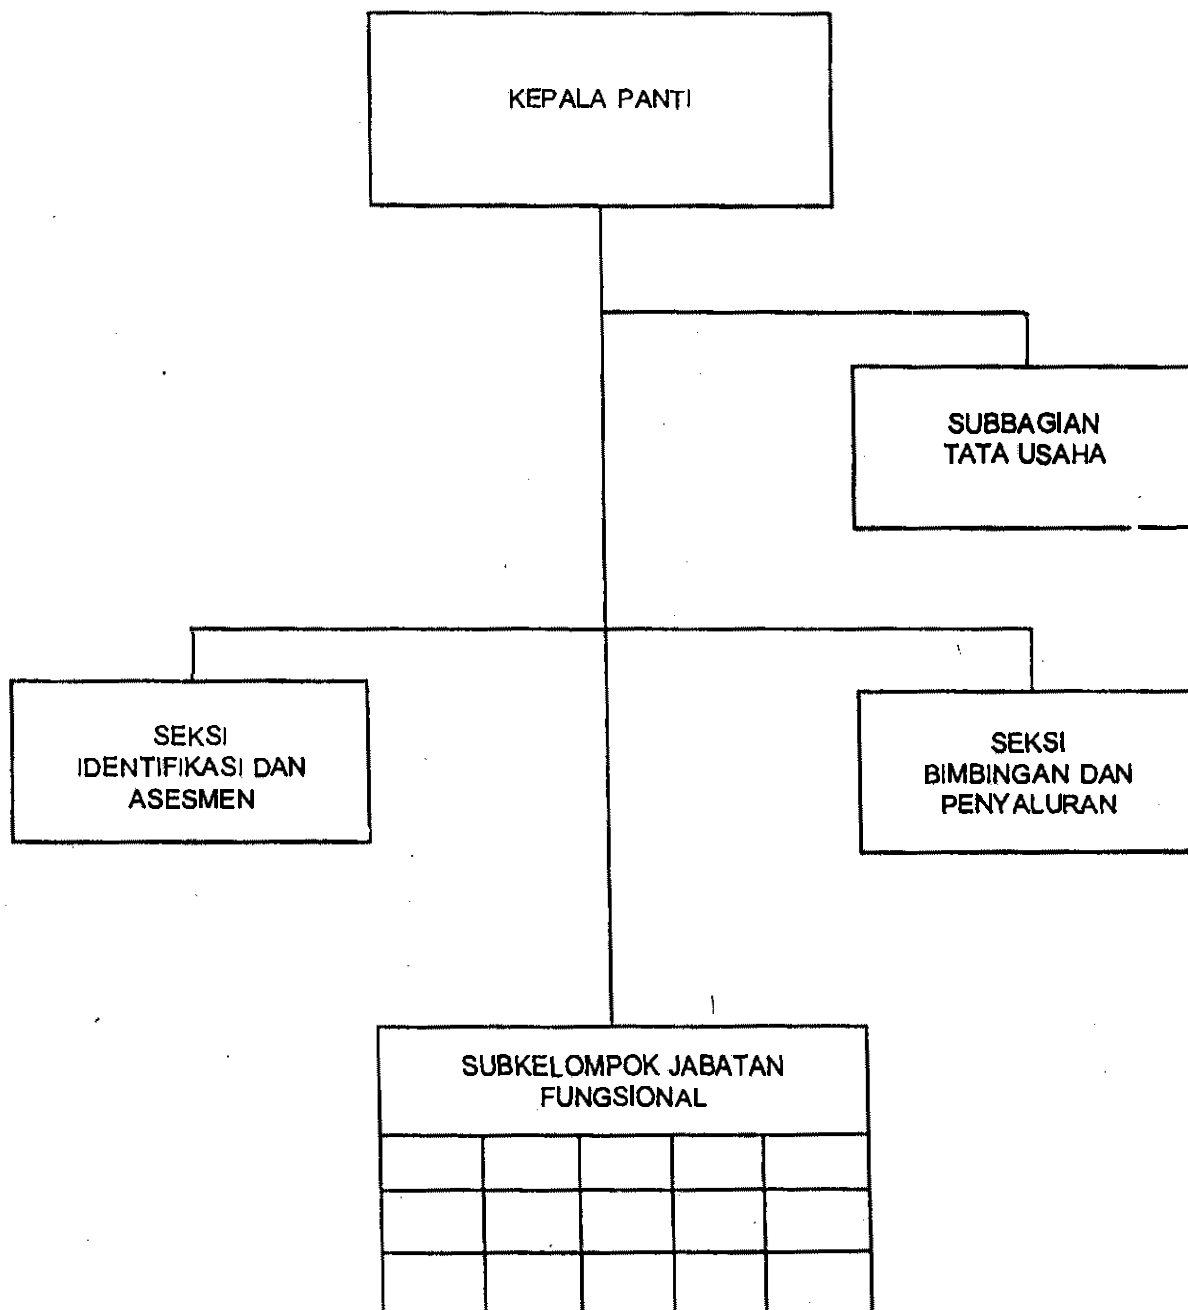 KEPALA PANTI
SUBBAGIAN
TATA USAHA
SEKSI
IDENTIFIKASI DAN
ASESMEN
SEKSI
BIMBINGAN DAN
PENYALURAN
SUBKELOMPOK JABATAN
FUNGSIONAL